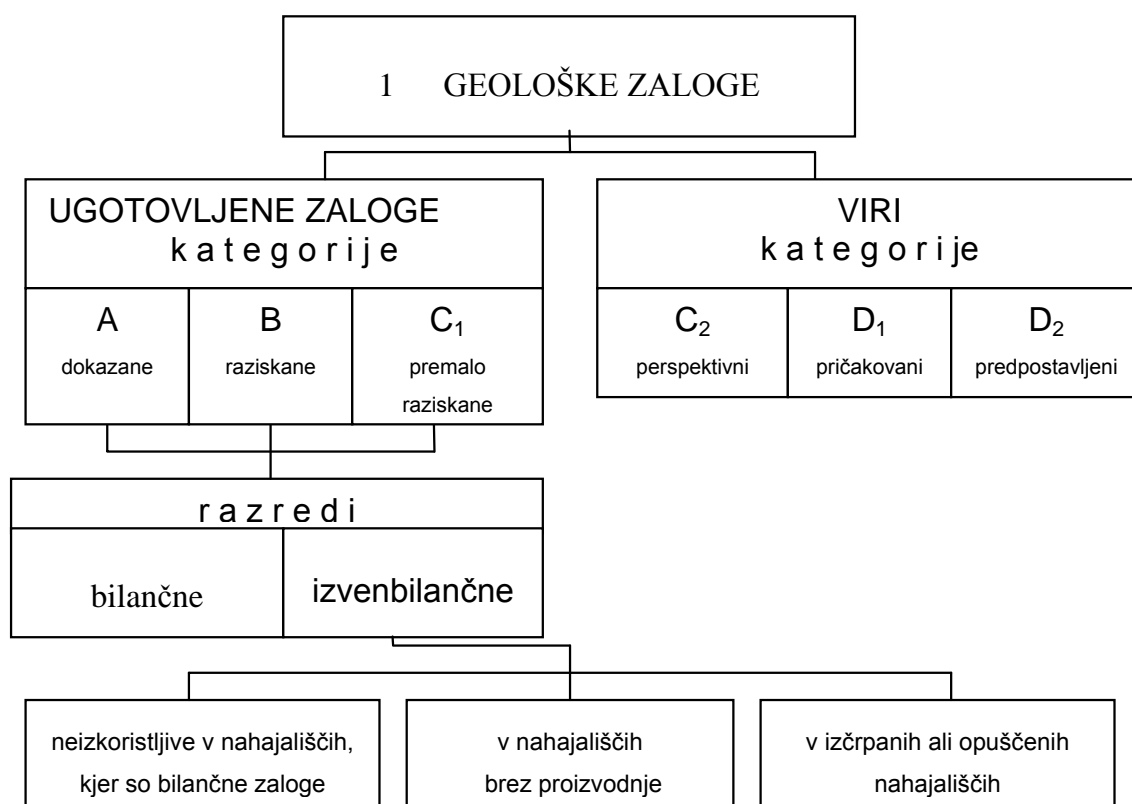 1 GEOLOŠKE ZALOGE
UGOTOVLJENE ZALOGE
k a t e g o r i j e
A
dokazane
B
raziskane
C₁
premalo
raziskane
VIRI
k a t e g o r i je
C₂
perspektivni
D₁
pričakovani
D₂
predpostavljeni
r a z r e d i
bilančne
izvenbilančne
neizkoristljive v nahajališčih,
kjer so bilančne zaloge
v nahajališčih
brez proizvodnje
v izčrpanih ali opuščenih
nahajališčih